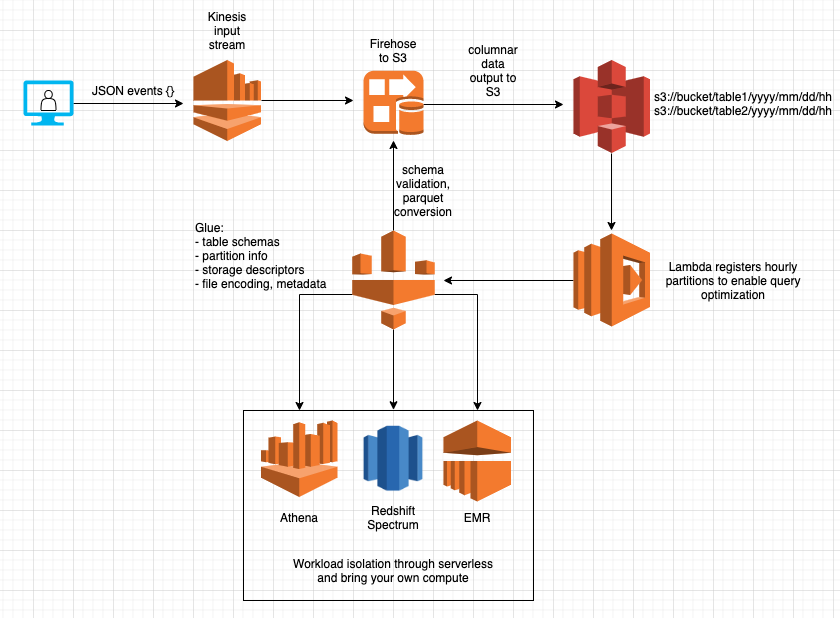 Kinesis
input
stream
Firehose
to S3
columnar
data
output to
S3
JSON events {}
s3://bucket/table1/yyyy/mm/dd/hh
s3://bucket/table2/yyyy/mm/dd/hh
schema
validation,
parquet
conversion
Glue:
- table schemas
- partition info
- storage descriptors
- file encoding, metadata
Lambda registers hourly
partitions to enable query
optimization
Athena
Redshift
Spectrum
EMR
Workload isolation through serverless
and bring your own compute